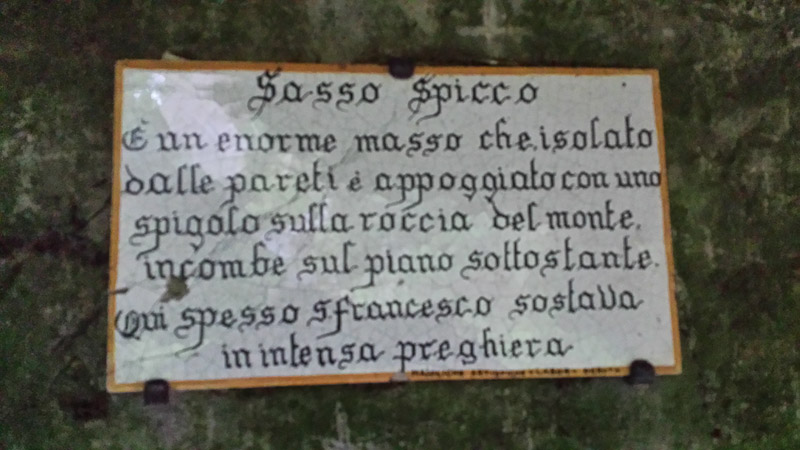 Sasso Spicco
È un enorme masso che, isolato
dalle pareti è appoggiato con uno
spigolo sulla roccia del monte,
incombe sul piano sottostante.
Qui spesso S francesco sostava
in intensa preghiera